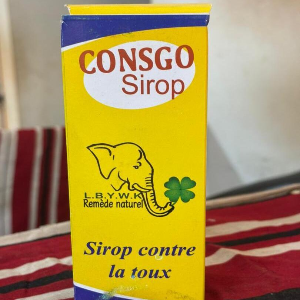 CONSGO
Sirop
L.B.Y.W.K
Remède naturel
Sirop contre
la toux